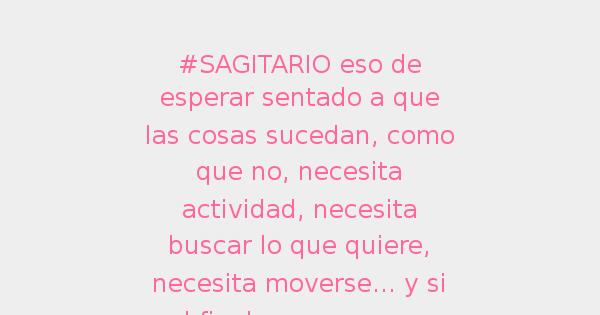 #SAGITARIO eso de
esperar sentado a que
las cosas sucedan, como
que no, necesita
actividad, necesita
buscar lo que quiere,
necesita moverse... y si